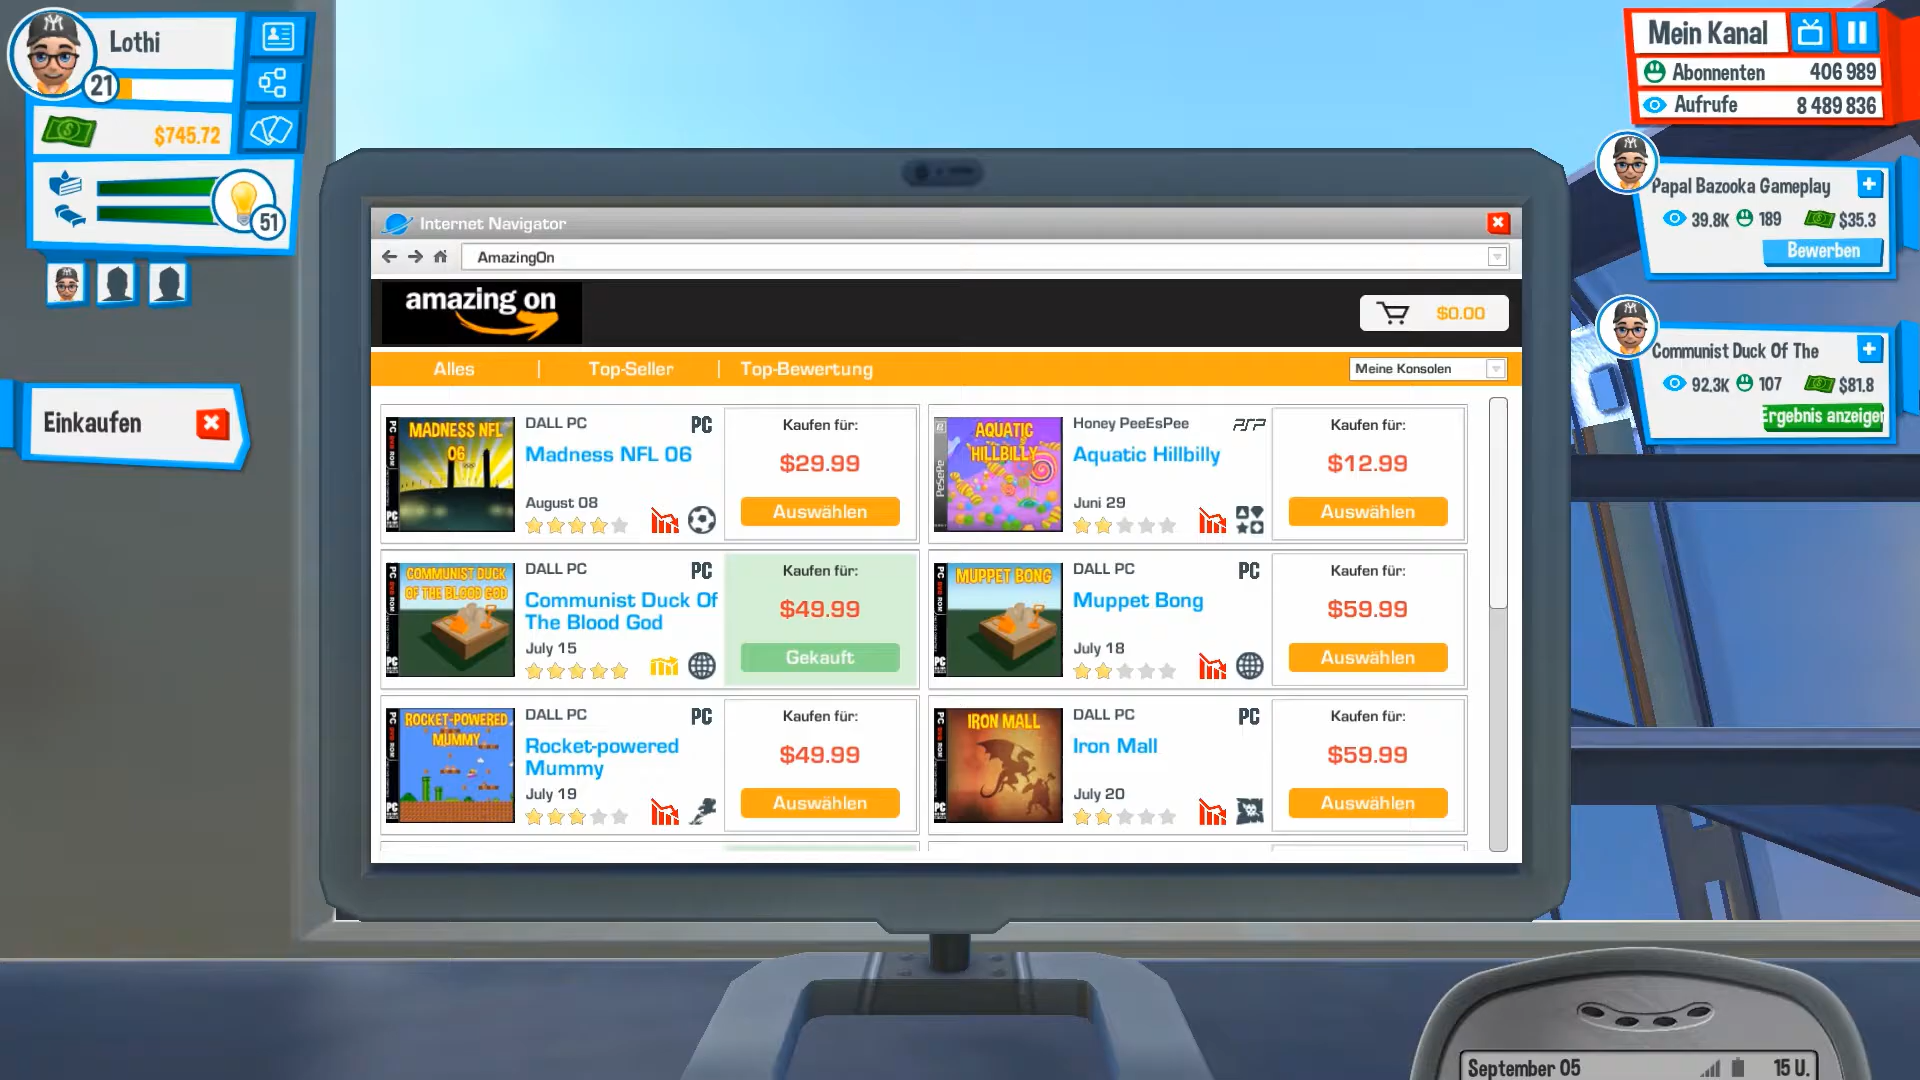 Lothi
21
$745.72
51
Einkaufen
Mein Kanal
Abonnenten 406 989
Aufrufe 8 489 836
Papal Bazooka Gameplay
39.8K 189 $35.3
Bewerben
Communist Duck Of The
92.3K 107 $81.8
Ergebnis anzeigen
Internet Navigator
AmazingOn
amazing on
$0.00
Alles | Top-Seller | Top-Bewertung
Meine Konsolen
MADNESS NFL 06
DALL PC PC
Madness NFL 06
August 08
Kaufen für:
$29.99
Auswählen
AQUATIC HILLBILLY
Honey PeeEsPee PSP
Aquatic Hillbilly
Juni 29
Kaufen für:
$12.99
Auswählen
COMMUNIST DUCK OF THE BLOOD GOD
DALL PC PC
Communist Duck Of The Blood God
July 15
Kaufen für:
$49.99
Gekauft
MUPPET BONG
DALL PC PC
Muppet Bong
July 18
Kaufen für:
$59.99
Auswählen
ROCKET-POWERED MUMMY
DALL PC PC
Rocket-powered Mummy
July 19
Kaufen für:
$49.99
Auswählen
IRON MALL
DALL PC PC
Iron Mall
July 20
Kaufen für:
$59.99
Auswählen
September 05 15 U.